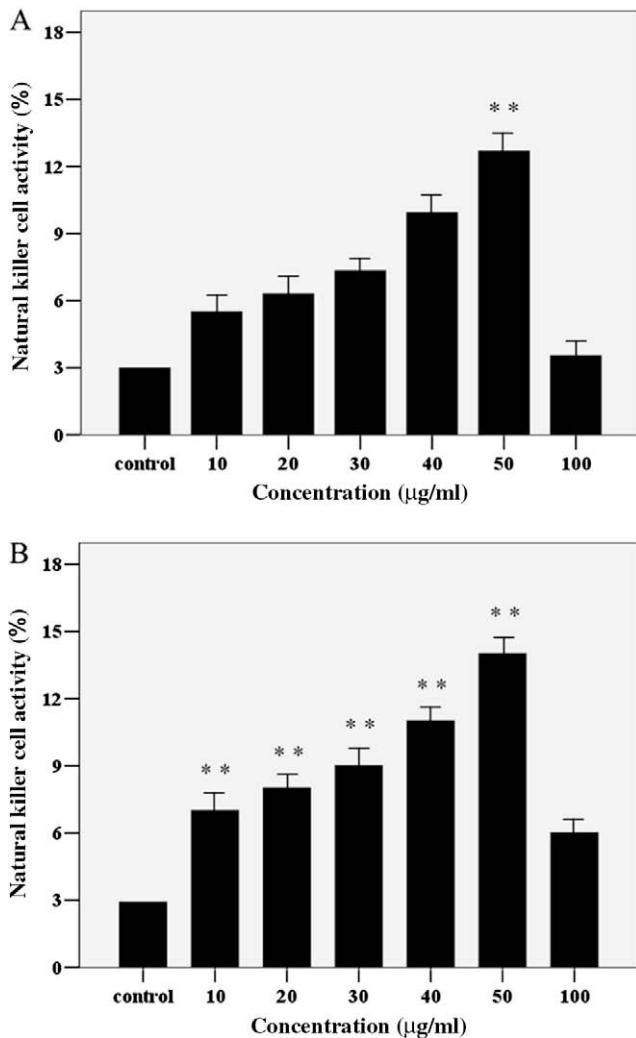 A
Natural killer cell activity (%)
18
15
12
9
6
3
0
* *
control 10 20 30 40 50 100
Concentration (μg/ml)
B
Natural killer cell activity (%)
18
15
12
9
6
3
0
* *
* *
* *
* *
* *
control 10 20 30 40 50 100
Concentration (μg/ml)